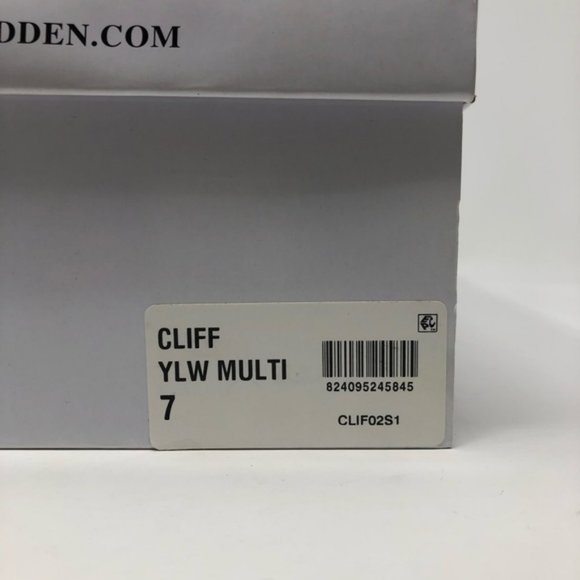 DDEN.COM
CLIFF
YLW MULTI
7
824095245845
CLIF02S1